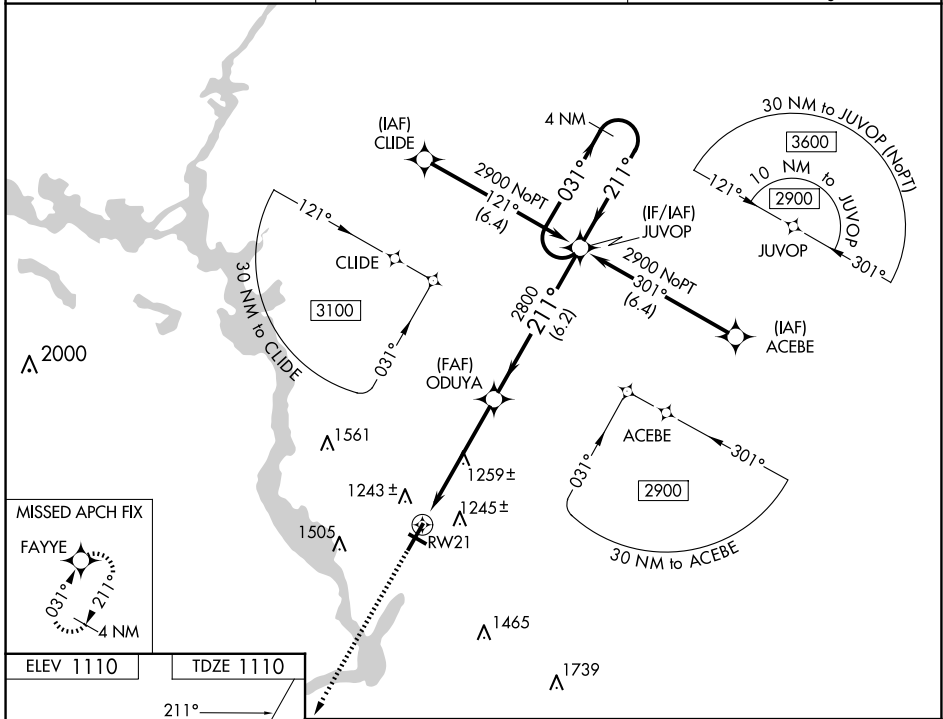 (IAF)
CLIDE
2900 NoPT
121°
(6.4)
4 NM
031°
211°
(IF/IAF)
JUVOP
30 NM to JUVOP (NoPT)
3600
10 NM to JUVOP
2900
121°
JUVOP
301°
121°
CLIDE
3100
30 NM to CLIDE
031°
2900 NoPT
301°
(6.4)
(IAF)
ACEBE
2800
211°
(6.2)
(FAF)
ODUYA
2000
1561
1259±
1243±
1245±
1505
RW21
ACEBE
301°
031°
2900
30 NM to ACEBE
MISSED APCH FIX
FAYYE
031°
211°
4 NM
1465
1739
ELEV 1110
TDZE 1110
211°